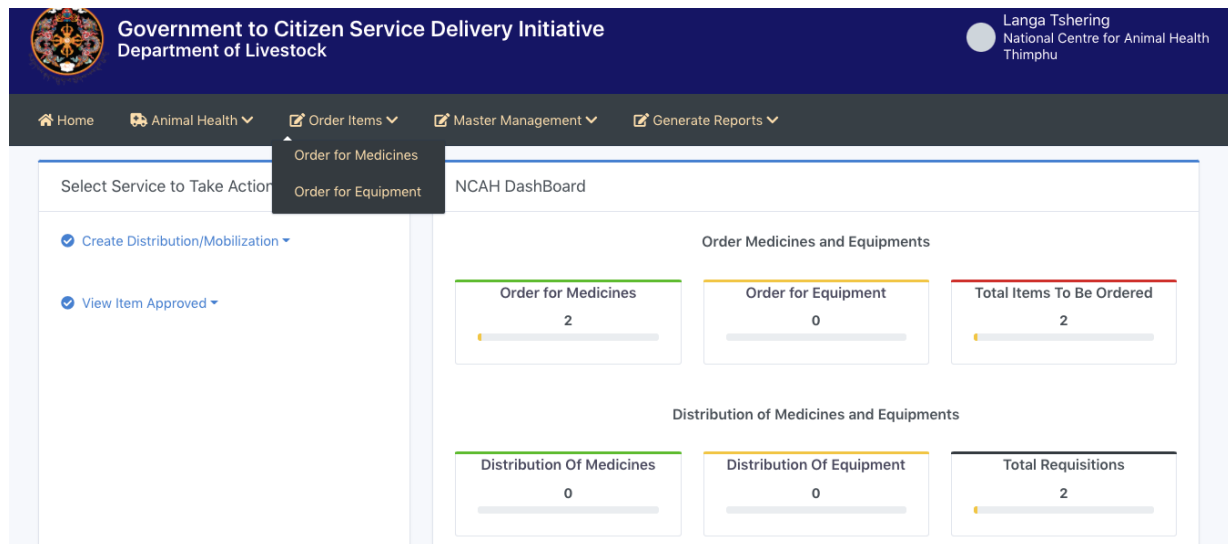 Government to Citizen Service Delivery Initiative
Department of Livestock
Langa Tshering
National Centre for Animal Health
Thimphu
Home Animal Health Order Items Master Management Generate Reports
Order for Medicines
Order for Equipment
Select Service to Take Action
NCAH DashBoard
Create Distribution/Mobilization
View Item Approved
Order Medicines and Equipments
Order for Medicines Order for Equipment Total Items To Be Ordered
2 0 2
Distribution of Medicines and Equipments
Distribution Of Medicines Distribution Of Equipment Total Requisitions
0 0 2